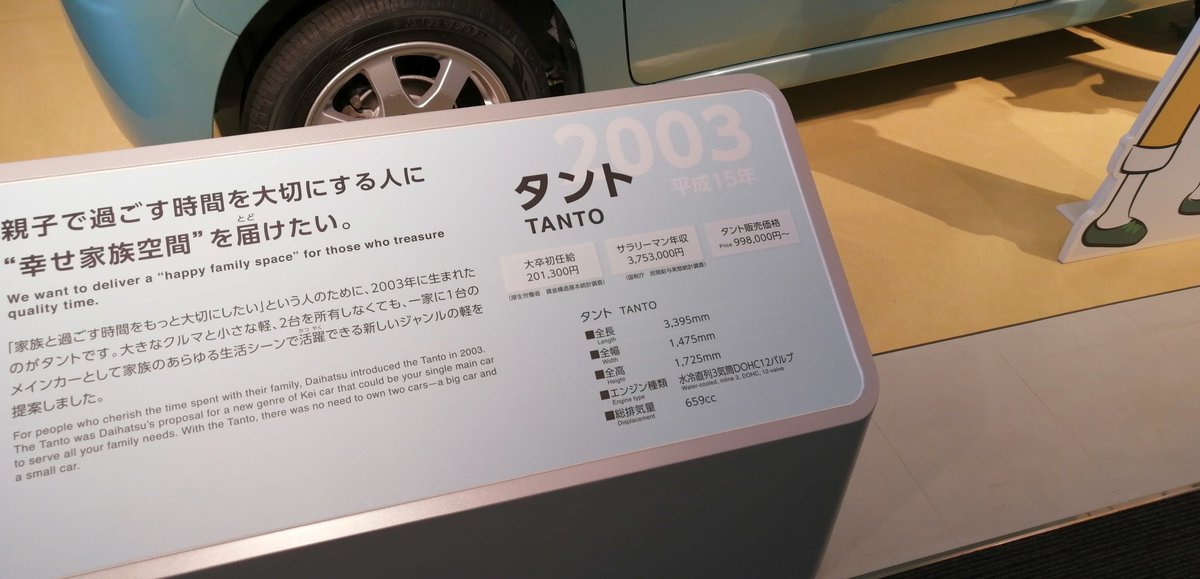 親子で過ごす時間を大切にする人に
“幸せ家族空間”を届けたい。
とど
We want to deliver a “happy family space” for those who treasure
quality time.
「家族と過ごす時間をもっと大切にしたい」という人のために、2003年に生まれた
のがタントです。大きなクルマと小さな軽、2台を所有しなくても、一家に1台の
メインカーとして家族のあらゆる生活シーンで活躍できる新しいジャンルの軽を
かつ やく
提案しました。
For people who cherish the time spent with their family, Daihatsu introduced the Tanto in 2003.
The Tanto was Daihatsu’s proposal for a new genre of Kei car that could be your single main car
to serve all your family needs. With the Tanto, there was no need to own two cars—a big car and
a small car.
2003
平成15年
タント
TANTO
大卒初任給
201,300円
(厚生労働省 賃金構造基本統計調査)
サラリーマン年収
3,753,000円
(国税庁 民間給与実態統計調査)
タント販売価格
Price 998,000円~
タント TANTO
■全長 3,395mm
Length
■全幅 1,475mm
Width
■全高 1,725mm
Height
■エンジン種類 水冷直列3気筒DOHC12バルブ
Engine type Water-cooled, inline 3, DOHC, 12-valve
■総排気量 659cc
Displacement